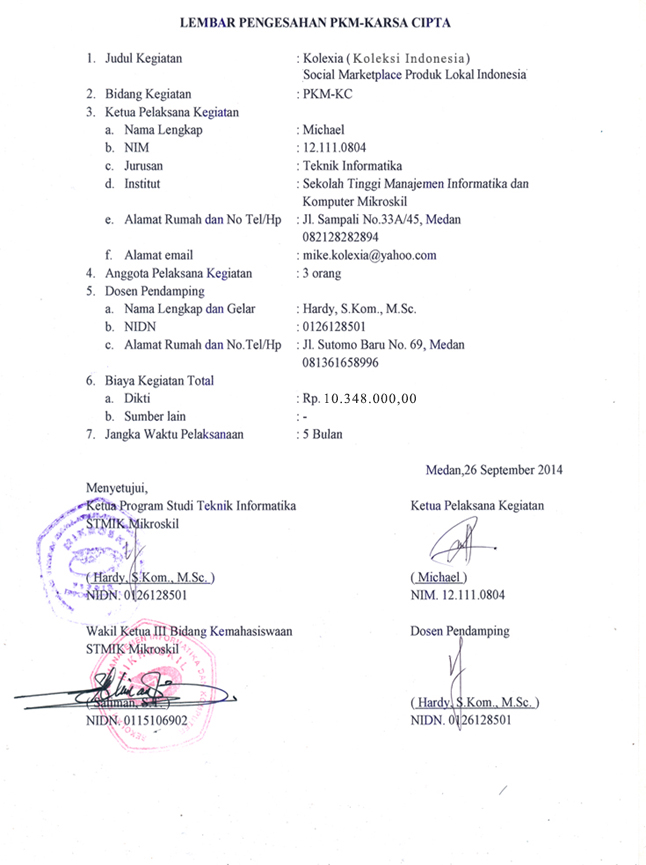 LEMBAR PENGESAHAN PKM-KARSA CIPTA
1. Judul Kegiatan : Kolexia ( Koleksi Indonesia )
Social Marketplace Produk Lokal Indonesia
2. Bidang Kegiatan : PKM-KC
3. Ketua Pelaksana Kegiatan
a. Nama Lengkap : Michael
b. NIM : 12.111.0804
c. Jurusan : Teknik Informatika
d. Institut : Sekolah Tinggi Manajemen Informatika dan
Komputer Mikroskil
e. Alamat Rumah dan No Tel/Hp : Jl. Sampali No.33A/45, Medan
082128282894
f. Alamat email : mike.kolexia@yahoo.com
4. Anggota Pelaksana Kegiatan : 3 orang
5. Dosen Pendamping
a. Nama Lengkap dan Gelar : Hardy, S.Kom., M.Sc.
b. NIDN : 0126128501
c. Alamat Rumah dan No.Tel/Hp : Jl. Sutomo Baru No. 69, Medan
081361658996
6. Biaya Kegiatan Total
a. Dikti : Rp. 10.348.000,00
b. Sumber lain : -
7. Jangka Waktu Pelaksanaan : 5 Bulan
Medan,26 September 2014
Menyetujui,
Ketua Program Studi Teknik Informatika
STMIK Mikroskil
Ketua Pelaksana Kegiatan
MIKROSKIL
( Hardy, S.Kom., M.Sc. )
NIDN. 0126128501
( Michael )
NIM. 12.111.0804
Wakil Ketua III Bidang Kemahasiswaan
STMIK Mikroskil
Dosen Pendamping
MIKROSKIL
NIDN. 0115106902
( Hardy, S.Kom., M.Sc. )
NIDN. 0126128501